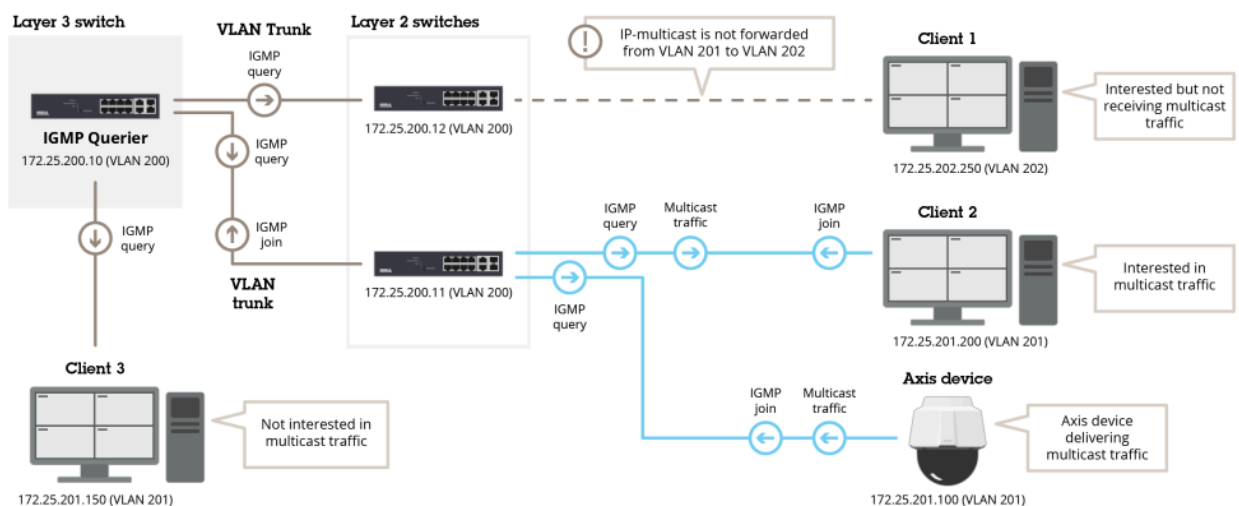 Layer 3 switch
VLAN Trunk
Layer 2 switches
IP-multicast is not forwarded
from VLAN 201 to VLAN 202
Client 1
IGMP
query
Interested but not
receiving multicast
traffic
IGMP Querier
172.25.200.10 (VLAN 200)
172.25.200.12 (VLAN 200)
172.25.202.250 (VLAN 202)
IGMP
query
IGMP
query
IGMP
join
VLAN
trunk
172.25.200.11 (VLAN 200)
IGMP
query
Multicast
traffic
IGMP
join
Client 2
IGMP
query
Interested in
multicast traffic
172.25.201.200 (VLAN 201)
Client 3
Not interested in
multicast traffic
172.25.201.150 (VLAN 201)
IGMP
join
Multicast
traffic
Axis device
Axis device
delivering
multicast traffic
172.25.201.100 (VLAN 201)